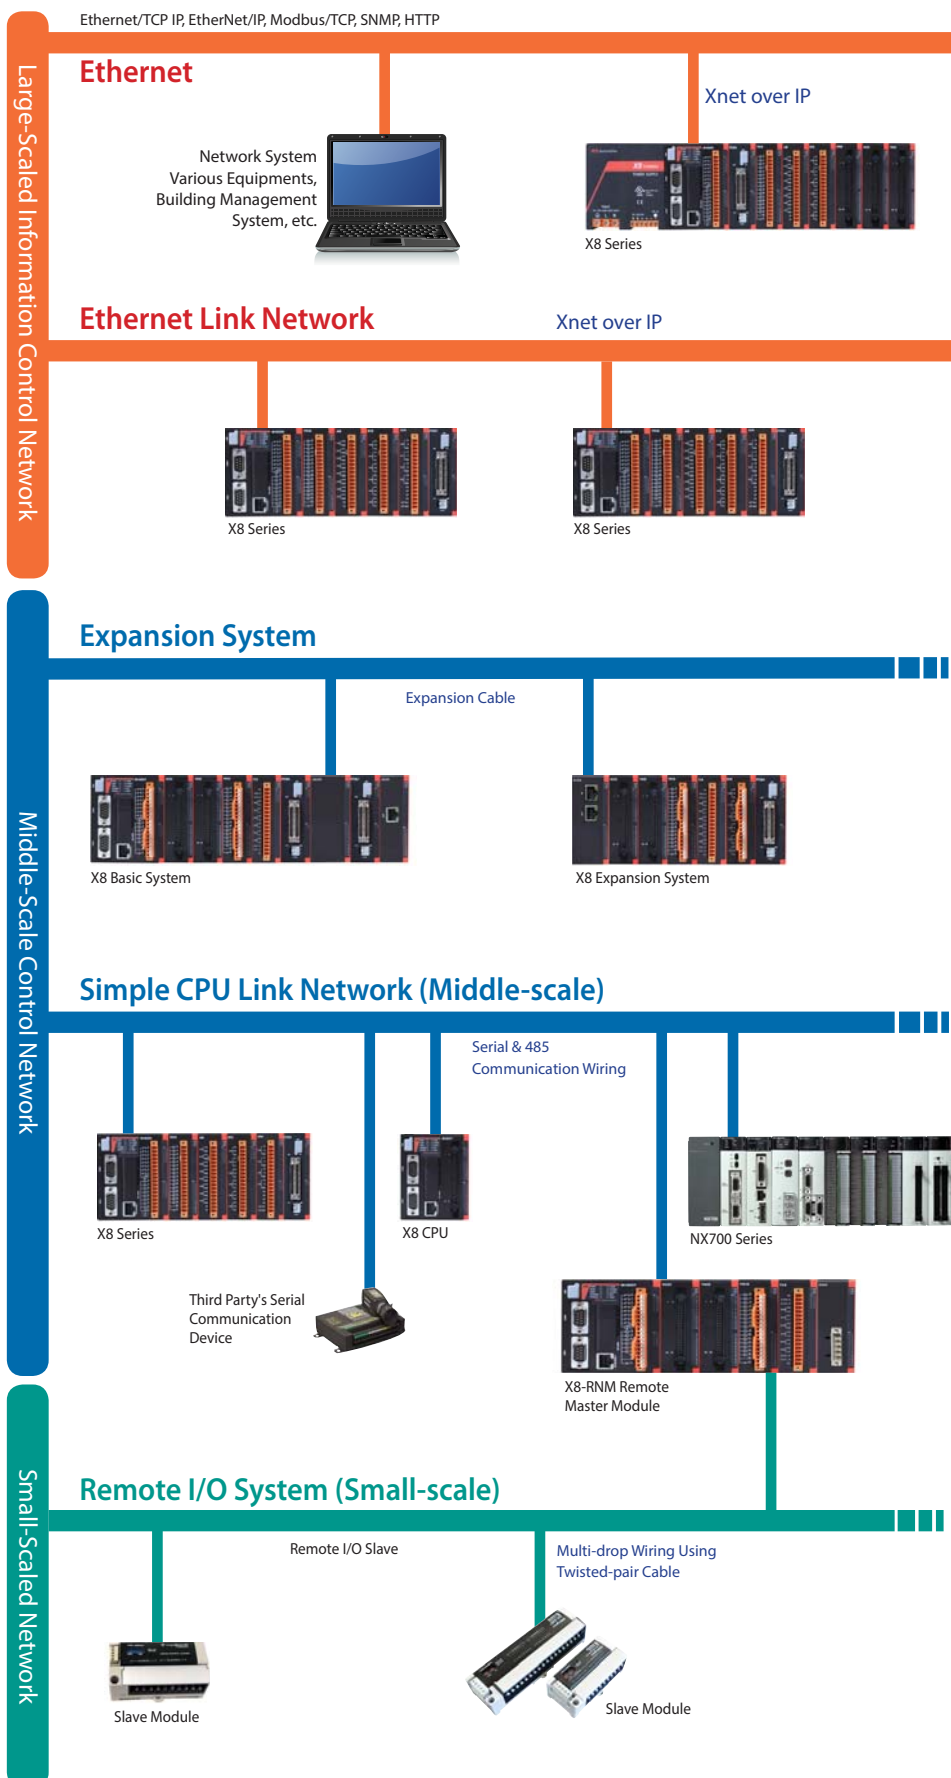 Ethernet/TCP IP, EtherNet/IP, Modbus/TCP, SNMP, HTTP
Large-Scaled Information Control Network
Ethernet
Xnet over IP
Network System
Various Equipments,
Building Management
System, etc.
X8 Series
Ethernet Link Network
Xnet over IP
X8 Series
X8 Series
Middle-Scale Control Network
Expansion System
Expansion Cable
X8 Basic System
X8 Expansion System
Simple CPU Link Network (Middle-scale)
Serial & 485
Communication Wiring
X8 Series
X8 CPU
NX700 Series
Third Party's Serial
Communication
Device
X8-RNM Remote
Master Module
Small-Scaled Network
Remote I/O System (Small-scale)
Remote I/O Slave
Multi-drop Wiring Using
Twisted-pair Cable
Slave Module
Slave Module